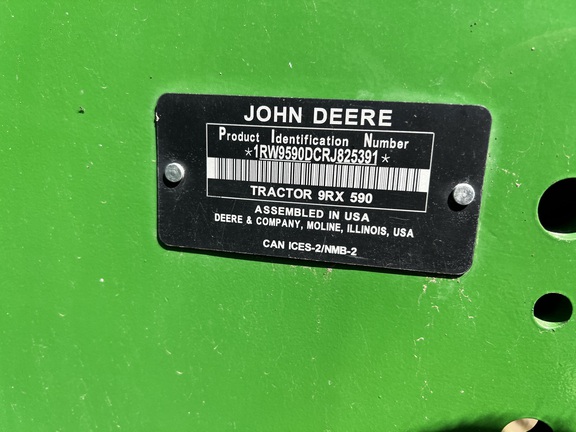 JOHN DEERE
Product Identification Number
*1RW9590DCRJ825391*
TRACTOR 9RX 590
ASSEMBLED IN USA
DEERE & COMPANY, MOLINE, ILLINOIS, USA
CAN ICES-2/NMB-2